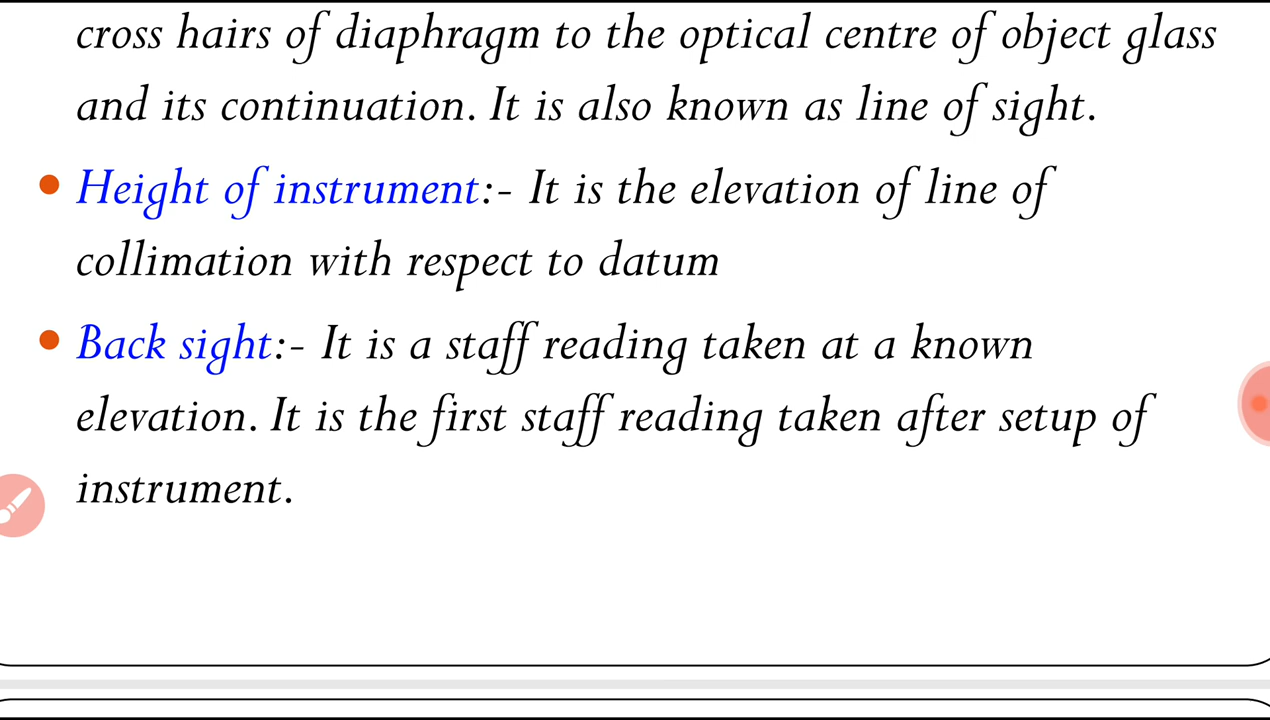 cross hairs of diaphragm to the optical centre of object glass
and its continuation. It is also known as line of sight.
• Height of instrument:- It is the elevation of line of
collimation with respect to datum
• Back sight:- It is a staff reading taken at a known
elevation. It is the first staff reading taken after setup of
instrument.